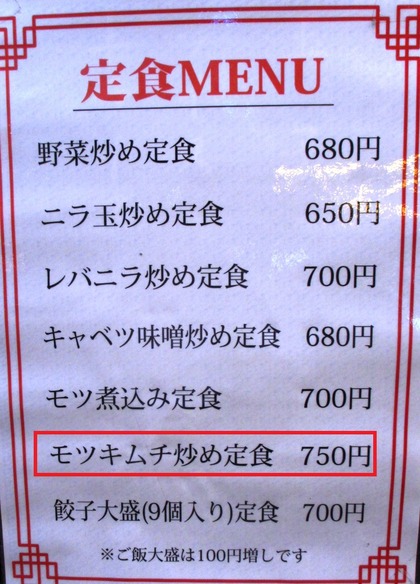 定食MENU
野菜炒め定食 680円
ニラ玉炒め定食 650円
レバニラ炒め定食 700円
キャベツ味噌炒め定食 680円
モツ煮込み定食 700円
モツキムチ炒め定食 750円
餃子大盛(9個入り)定食 700円
※ご飯大盛は100円増しです